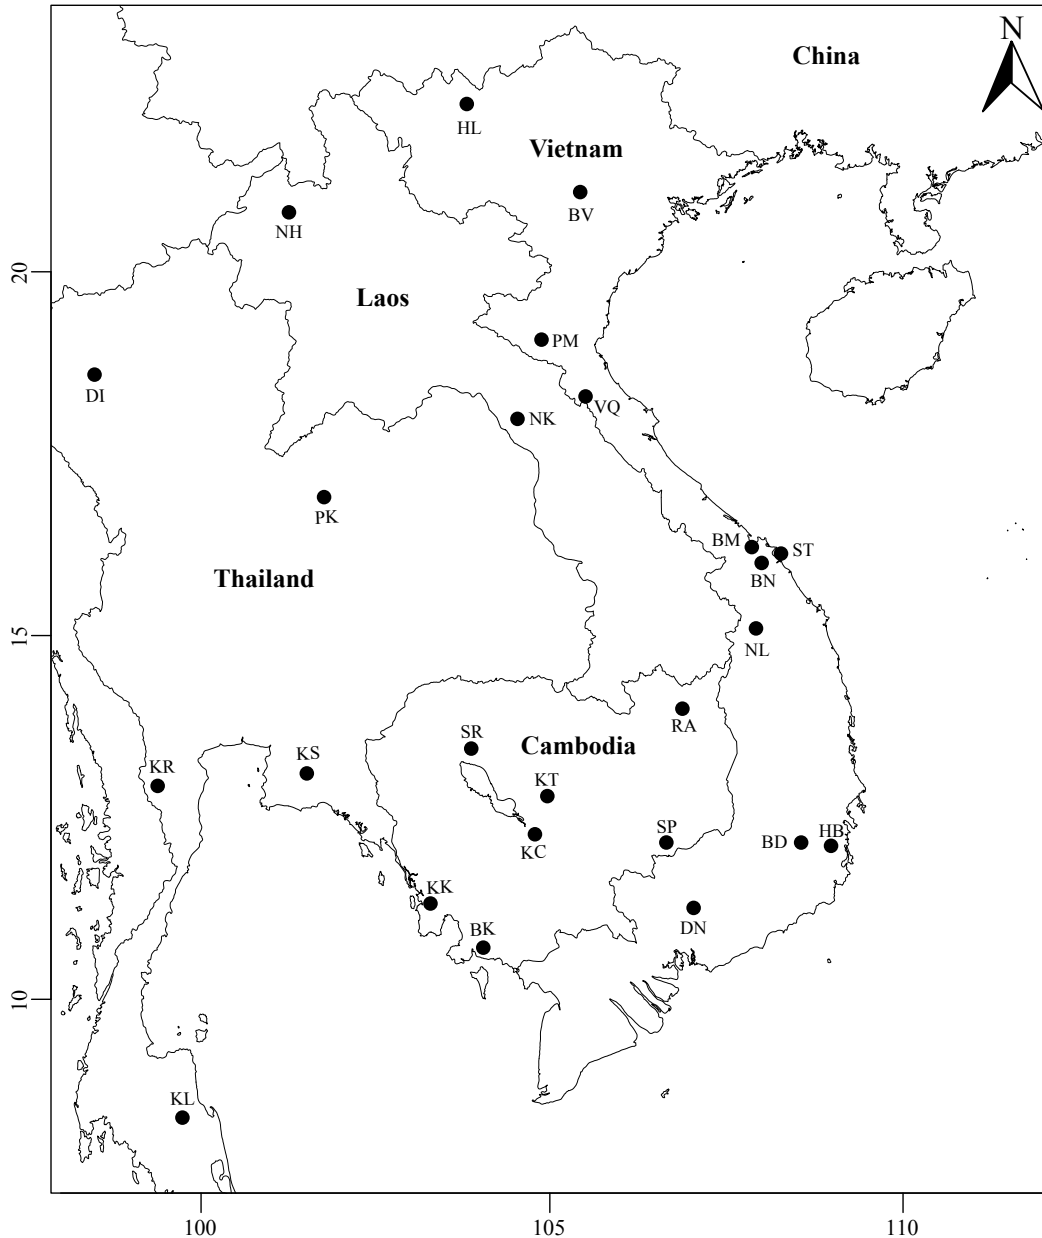 N
China
HL
Vietnam
BV
NH
20
Laos
PM
DI
VQ
NK
PK
BM
ST
BN
Thailand
15
NL
RA
SR
Cambodia
KS
KR
KT
SP
BD
HB
KC
KK
DN
BK
10
KL
100
105
110